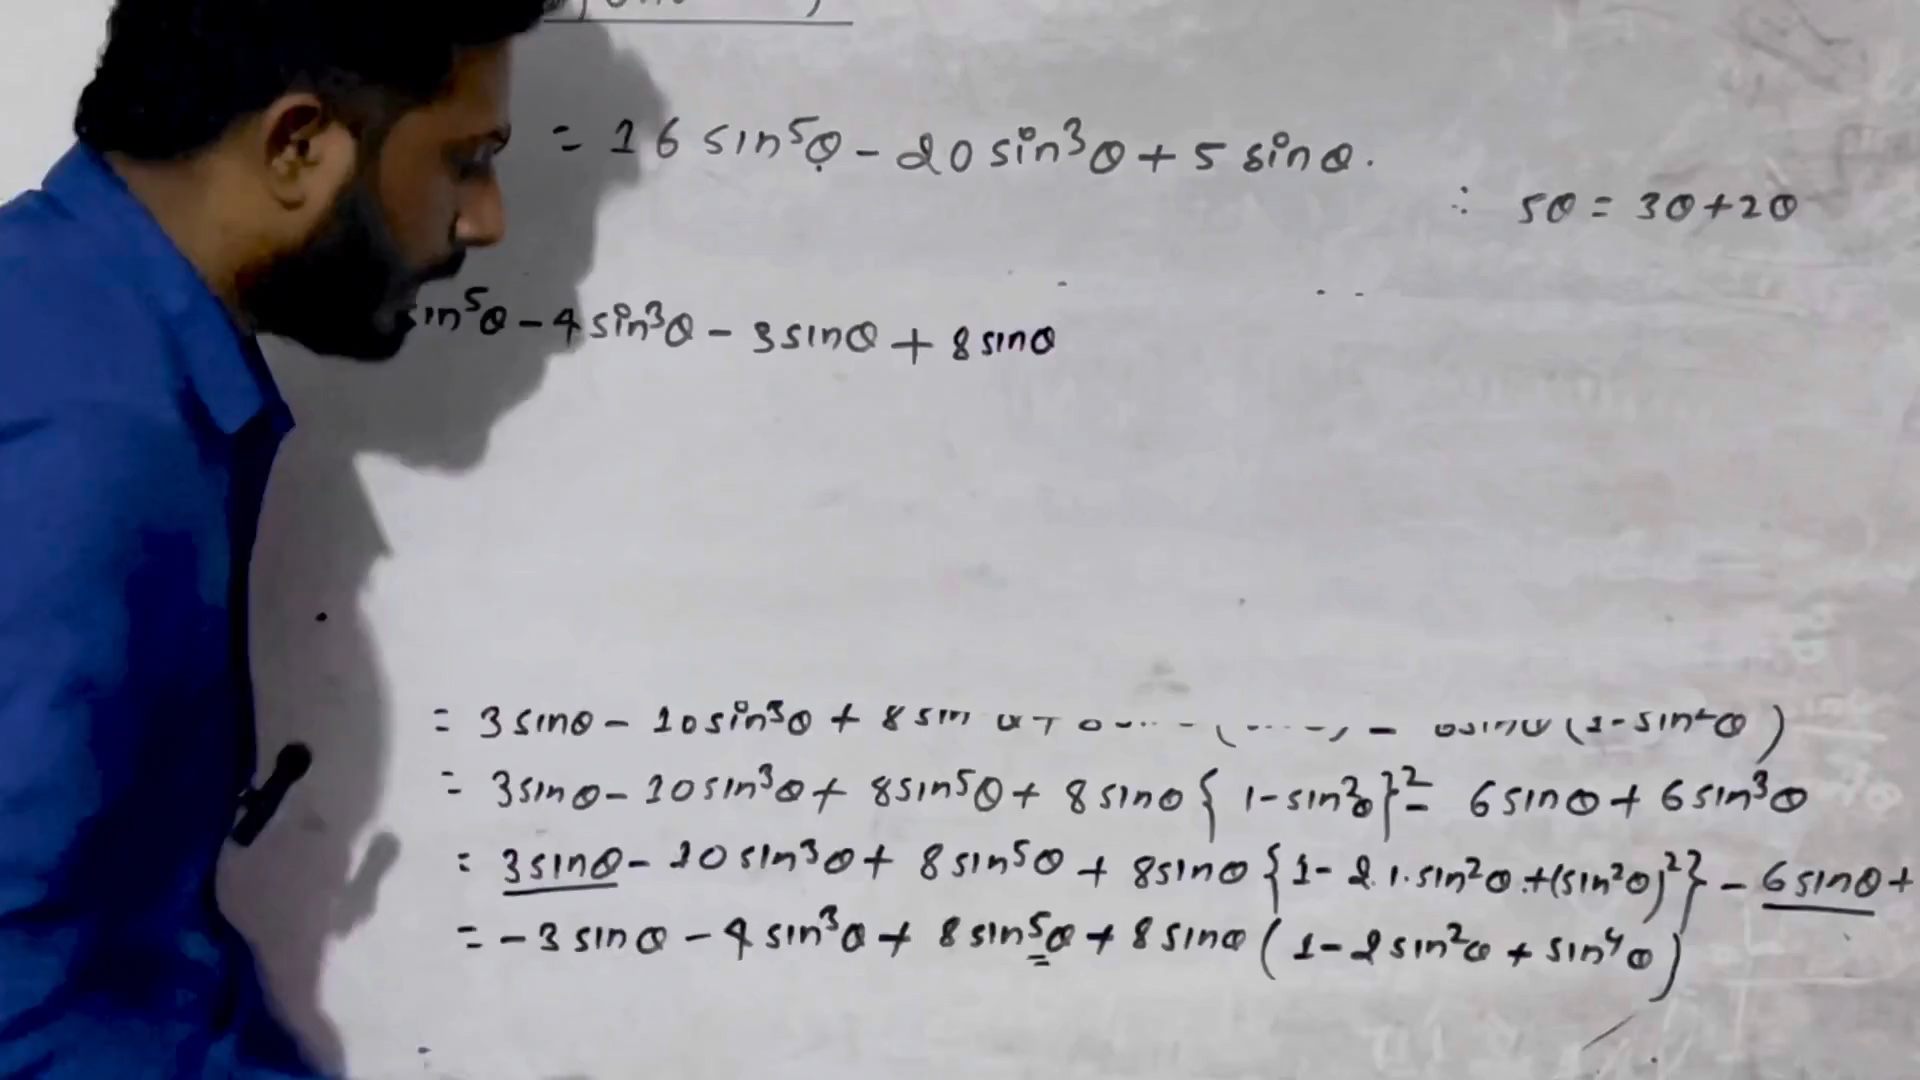 = 16 sin⁵θ - 20 sin³θ + 5 sinθ.
∴ 5θ = 3θ+2θ
sin⁵θ - 4 sin³θ - 3 sinθ + 8 sinθ
= 3 sinθ - 10 sin³θ + 8 sin - (1-sin²θ)
= 3 sinθ - 10 sin³θ + 8 sin⁵θ + 8 sinθ { 1-sin²θ }² - 6 sinθ + 6 sin³θ
= 3 sinθ - 10 sin³θ + 8 sin⁵θ + 8 sinθ { 1- 2.1.sin²θ + (sin²θ)² } - 6 sinθ +
= - 3 sinθ - 4 sin³θ + 8 sin⁵θ + 8 sinθ ( 1 - 2 sin²θ + sin⁴θ )